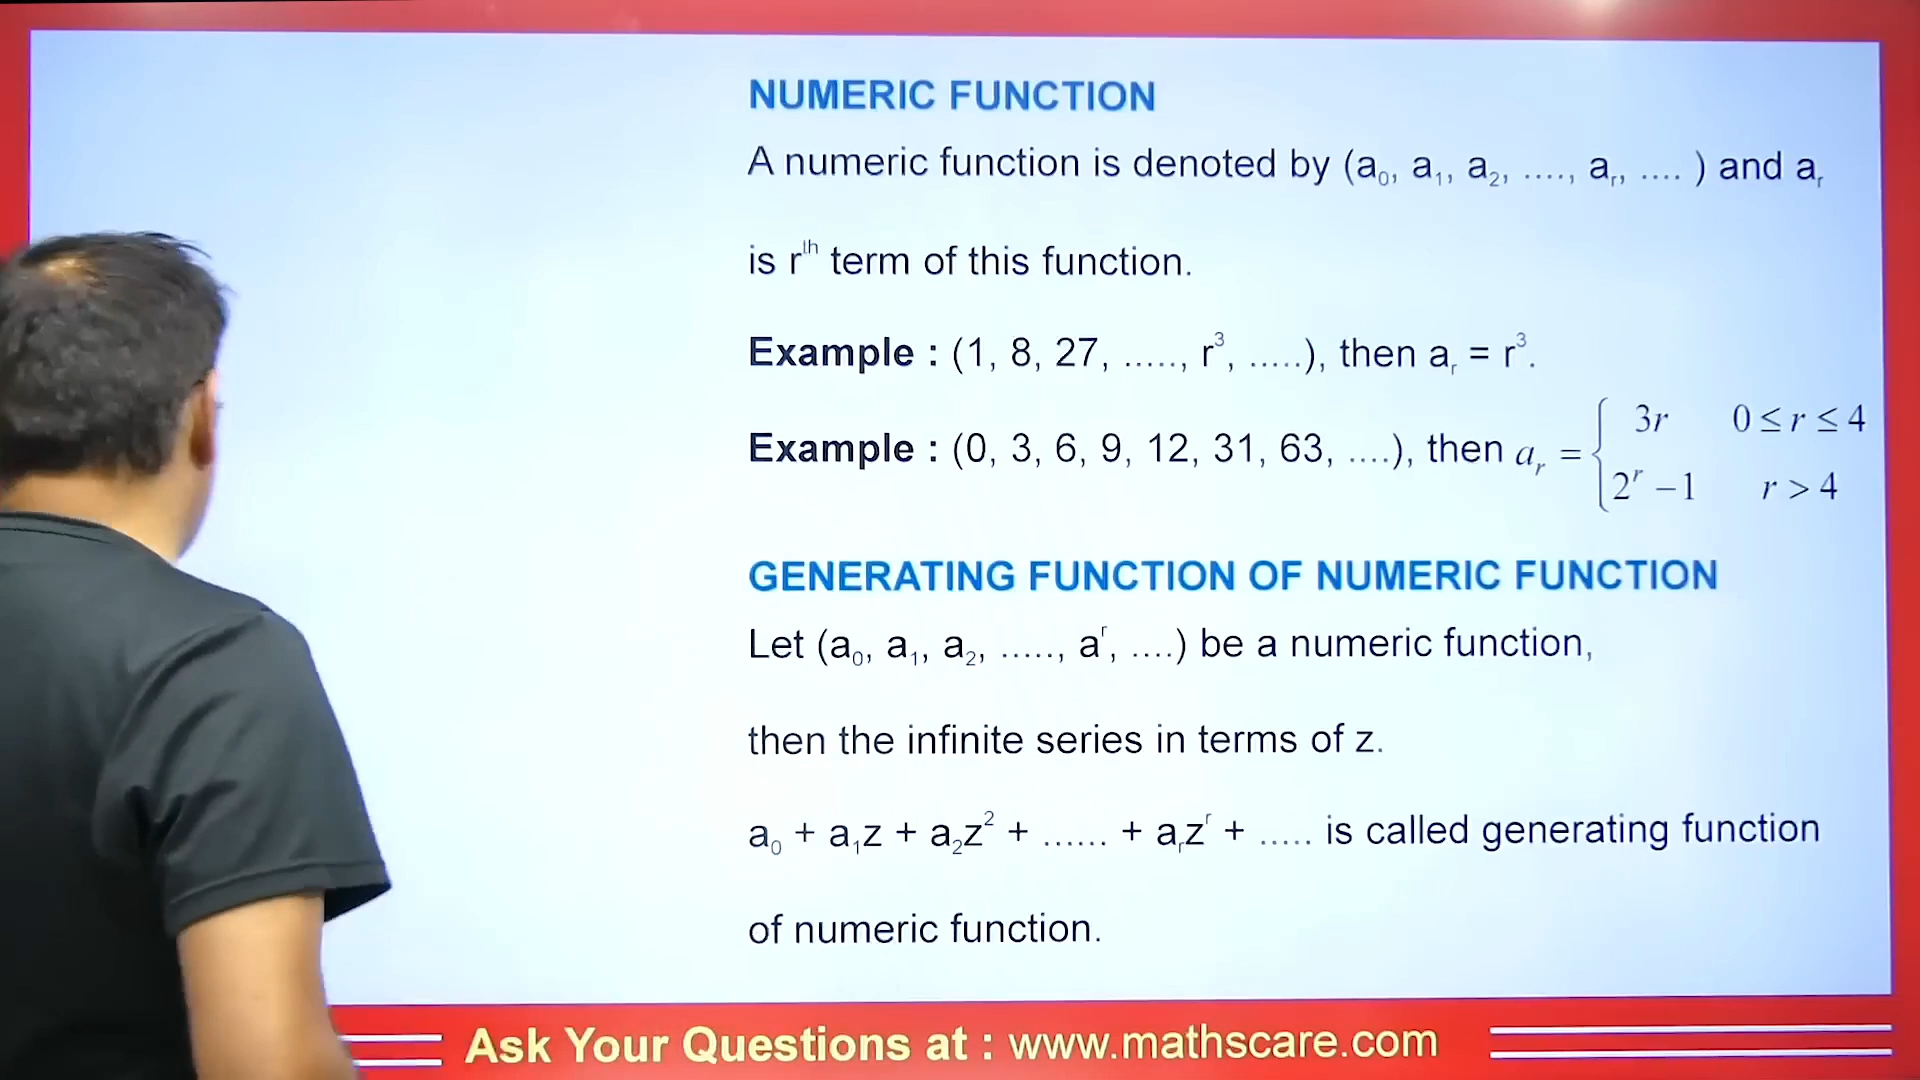 NUMERIC FUNCTION
A numeric function is denoted by (a₀, a₁, a₂, ...., aᵣ, .... ) and aᵣ
is rᵗʰ term of this function.
Example : (1, 8, 27, ....., r³, .....), then aᵣ = r³.
Example : (0, 3, 6, 9, 12, 31, 63, ....), then aᵣ = { 3r 0 ≤ r ≤ 4
2ʳ – 1 r > 4
GENERATING FUNCTION OF NUMERIC FUNCTION
Let (a₀, a₁, a₂, ....., aʳ, ....) be a numeric function,
then the infinite series in terms of z.
a₀ + a₁z + a₂z² + ...... + aᵣzʳ + ..... is called generating function
of numeric function.
Ask Your Questions at : www.mathscare.com